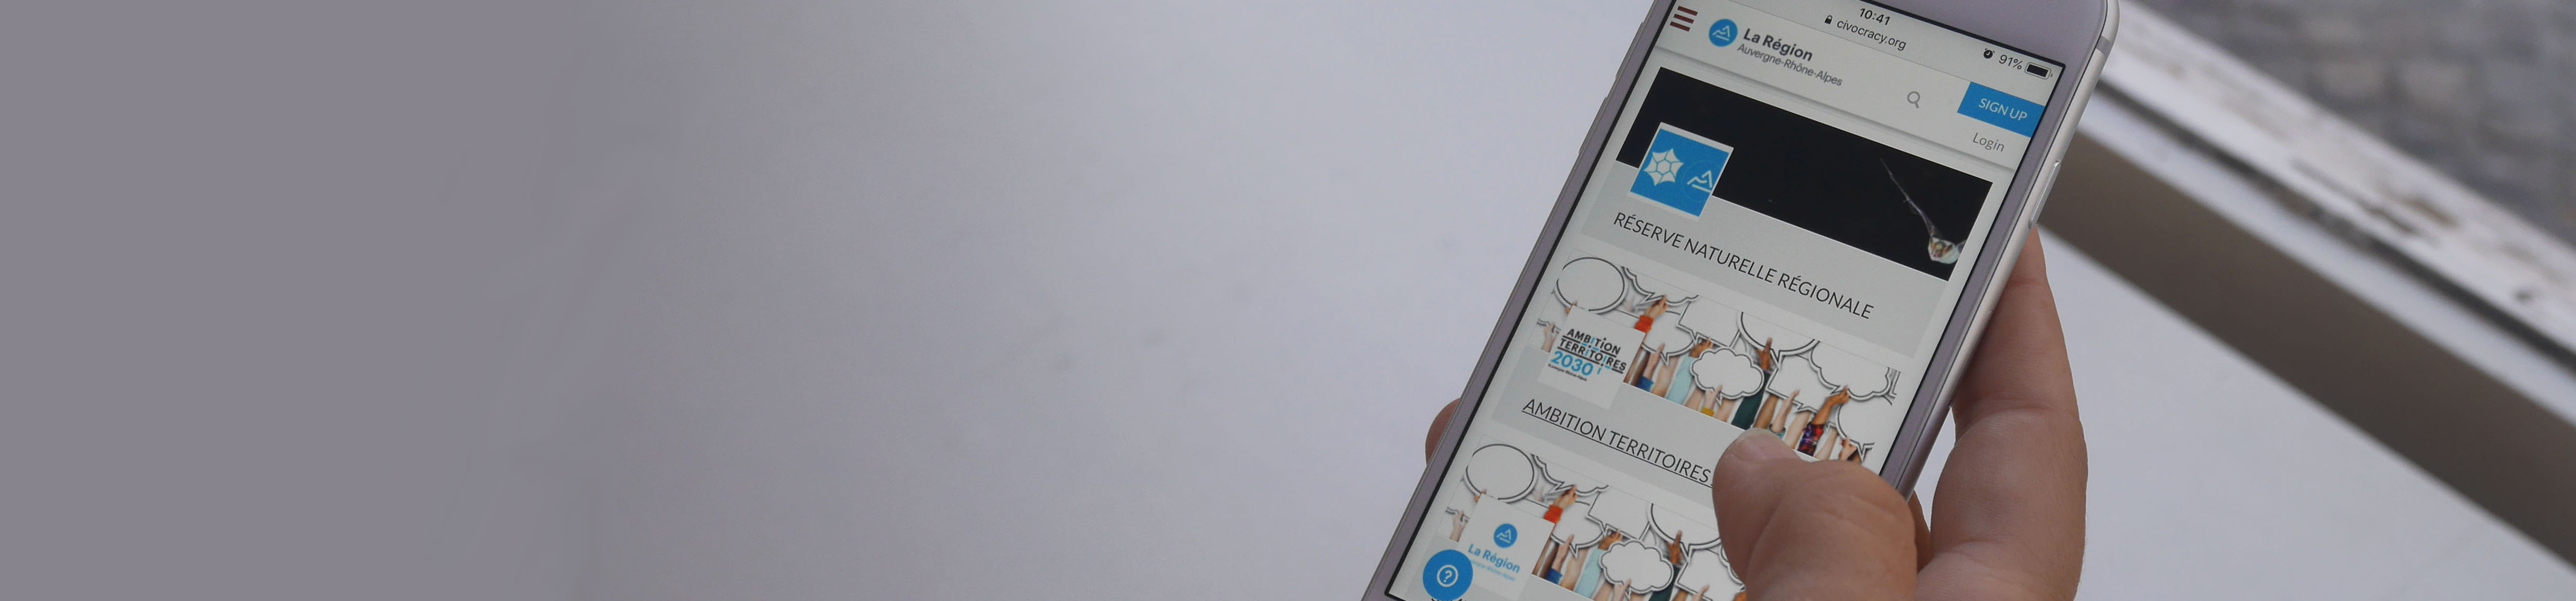 10:41
civocracy.org
91%
La Région
Auvergne-Rhône-Alpes
SIGN UP
Login
RÉSERVE NATURELLE RÉGIONALE
AMBITION
TERRITOIRES
2030
AMBITION TERRITOIRES
La Région
?